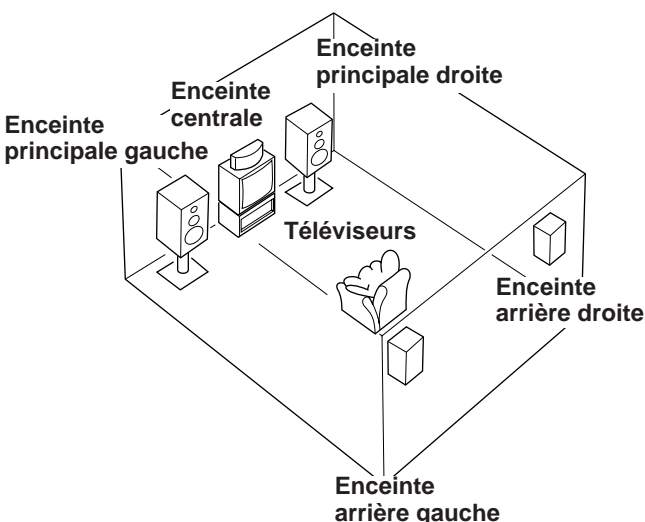 Enceinte
principale droite
Enceinte
centrale
Enceinte
principale gauche
Téléviseurs
Enceinte
arrière droite
Enceinte
arrière gauche